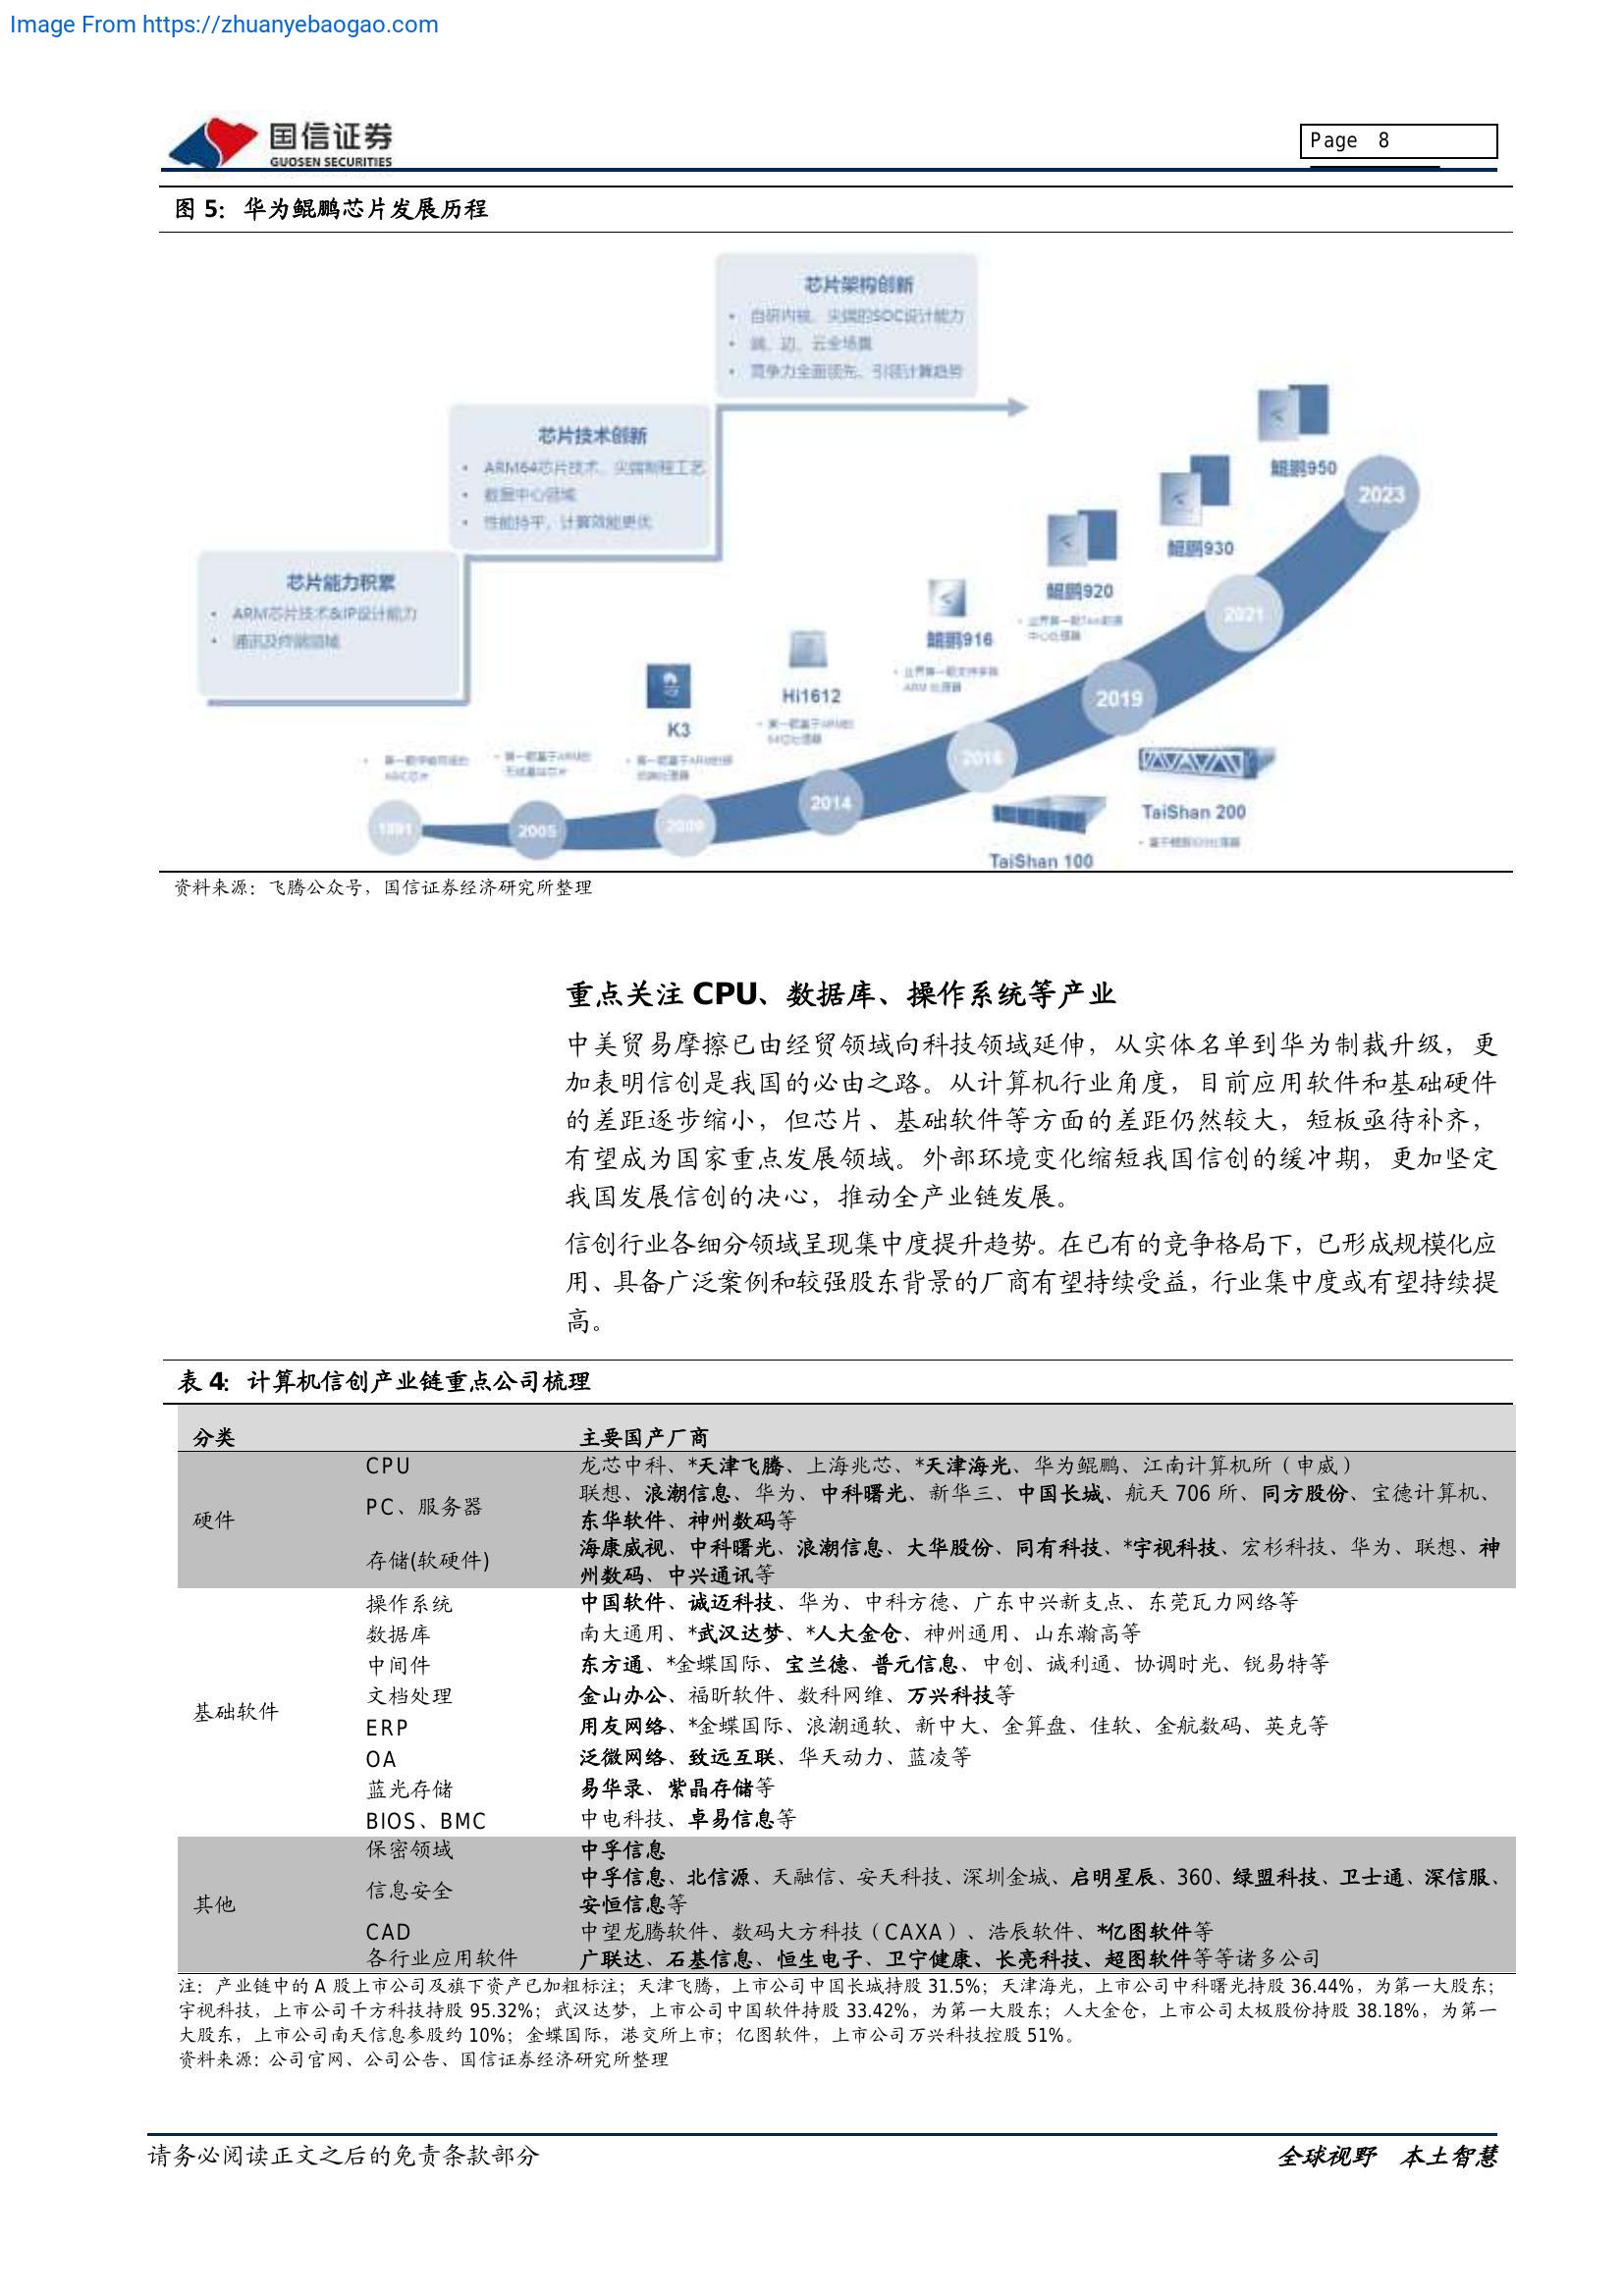 Image From https://zhuanyebaogao.com
国信证券
GUOSEN SECURITIES
Page 8
图 5：华为鲲鹏芯片发展历程
芯片架构创新
• 自研内核、尖端的SOC设计能力
• 端、边、云全场景
• 竞争力全面领先、引领计算趋势
芯片技术创新
• ARM64芯片技术、尖端制程工艺
• 数据中心领域
• 性能持平，计算效能更优
芯片能力积累
• ARM芯片技术&IP设计能力
• 通讯及终端领域
鲲鹏950
2023
鲲鹏930
2021
鲲鹏920
2019
鲲鹏916
2016
Hi1612
2014
K3
2009
2005
1991
TaiShan 200
TaiShan 100
资料来源：飞腾公众号，国信证券经济研究所整理
重点关注 CPU、数据库、操作系统等产业
中美贸易摩擦已由经贸领域向科技领域延伸，从实体名单到华为制裁升级，更
加表明信创是我国的必由之路。从计算机行业角度，目前应用软件和基础硬件
的差距逐步缩小，但芯片、基础软件等方面的差距仍然较大，短板亟待补齐，
有望成为国家重点发展领域。外部环境变化缩短我国信创的缓冲期，更加坚定
我国发展信创的决心，推动全产业链发展。
信创行业各细分领域呈现集中度提升趋势。在已有的竞争格局下，已形成规模化应
用、具备广泛案例和较强股东背景的厂商有望持续受益，行业集中度或有望持续提
高。
表 4：计算机信创产业链重点公司梳理
分类 主要国产厂商
硬件
CPU 龙芯中科、*天津飞腾、上海兆芯、*天津海光、华为鲲鹏、江南计算机所（申威）
PC、服务器 联想、浪潮信息、华为、中科曙光、新华三、中国长城、航天 706 所、同方股份、宝德计算机、
东华软件、神州数码等
存储(软硬件) 海康威视、中科曙光、浪潮信息、大华股份、同有科技、*宇视科技、宏杉科技、华为、联想、神
州数码、中兴通讯等
基础软件
操作系统 中国软件、诚迈科技、华为、中科方德、广东中兴新支点、东莞瓦力网络等
数据库 南大通用、*武汉达梦、*人大金仓、神州通用、山东瀚高等
中间件 东方通、*金蝶国际、宝兰德、普元信息、中创、诚利通、协调时光、锐易特等
文档处理 金山办公、福昕软件、数科网维、万兴科技等
ERP 用友网络、*金蝶国际、浪潮通软、新中大、金算盘、佳软、金航数码、英克等
OA 泛微网络、致远互联、华天动力、蓝凌等
蓝光存储 易华录、紫晶存储等
BIOS、BMC 中电科技、卓易信息等
其他
保密领域 中孚信息
信息安全 中孚信息、北信源、天融信、安天科技、深圳金城、启明星辰、360、绿盟科技、卫士通、深信服、
安恒信息等
CAD 中望龙腾软件、数码大方科技（CAXA）、浩辰软件、*亿图软件等
各行业应用软件 广联达、石基信息、恒生电子、卫宁健康、长亮科技、超图软件等等诸多公司
注：产业链中的 A 股上市公司及旗下资产已加粗标注；天津飞腾，上市公司中国长城持股 31.5%；天津海光，上市公司中科曙光持股 36.44%，为第一大股东；
宇视科技，上市公司千方科技持股 95.32%；武汉达梦，上市公司中国软件持股 33.42%，为第一大股东；人大金仓，上市公司太极股份持股 38.18%，为第一
大股东，上市公司南天信息参股约 10%；金蝶国际，港交所上市；亿图软件，上市公司万兴科技控股 51%。
资料来源：公司官网、公司公告、国信证券经济研究所整理
请务必阅读正文之后的免责条款部分
全球视野 本土智慧